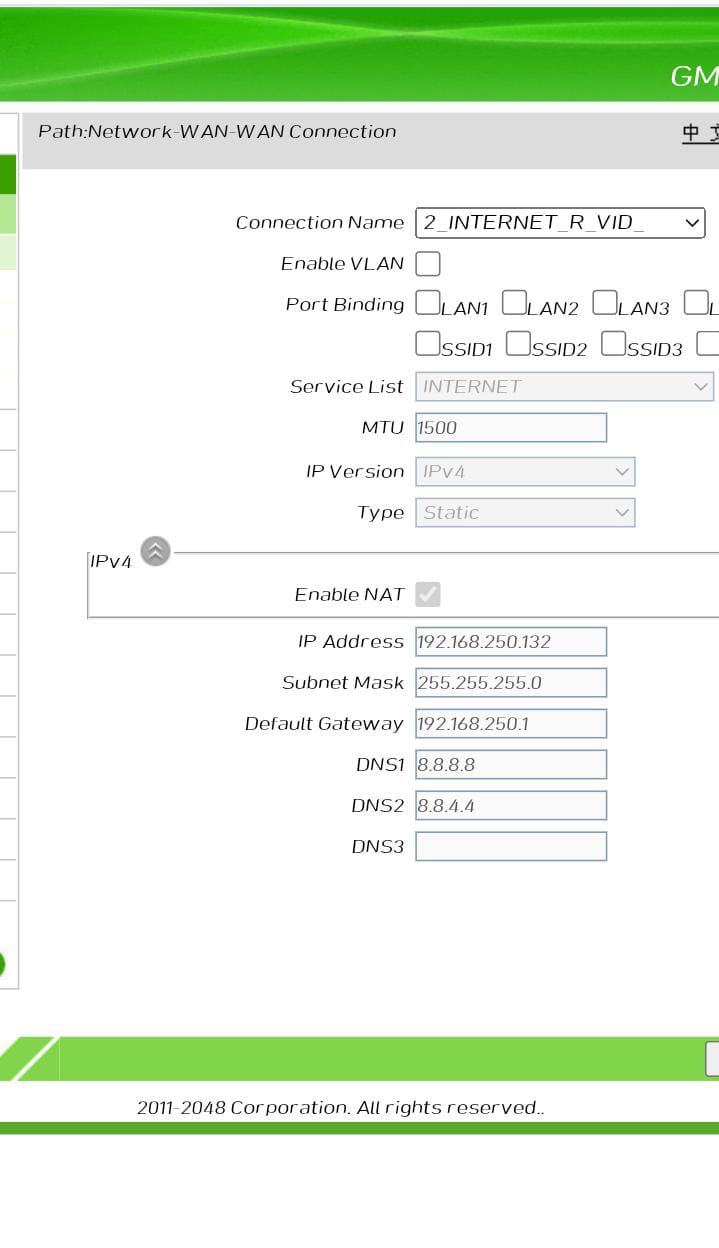 GM
Path:Network-WAN-WAN Connection 中 文
Connection Name 2_INTERNET_R_VID_
Enable VLAN
Port Binding LAN1 LAN2 LAN3 L
SSID1 SSID2 SSID3
Service List INTERNET
MTU 1500
IP Version IPv4
Type Static
IPv4
Enable NAT
IP Address 192.168.250.132
Subnet Mask 255.255.255.0
Default Gateway 192.168.250.1
DNS1 8.8.8.8
DNS2 8.8.4.4
DNS3
2011-2048 Corporation. All rights reserved..